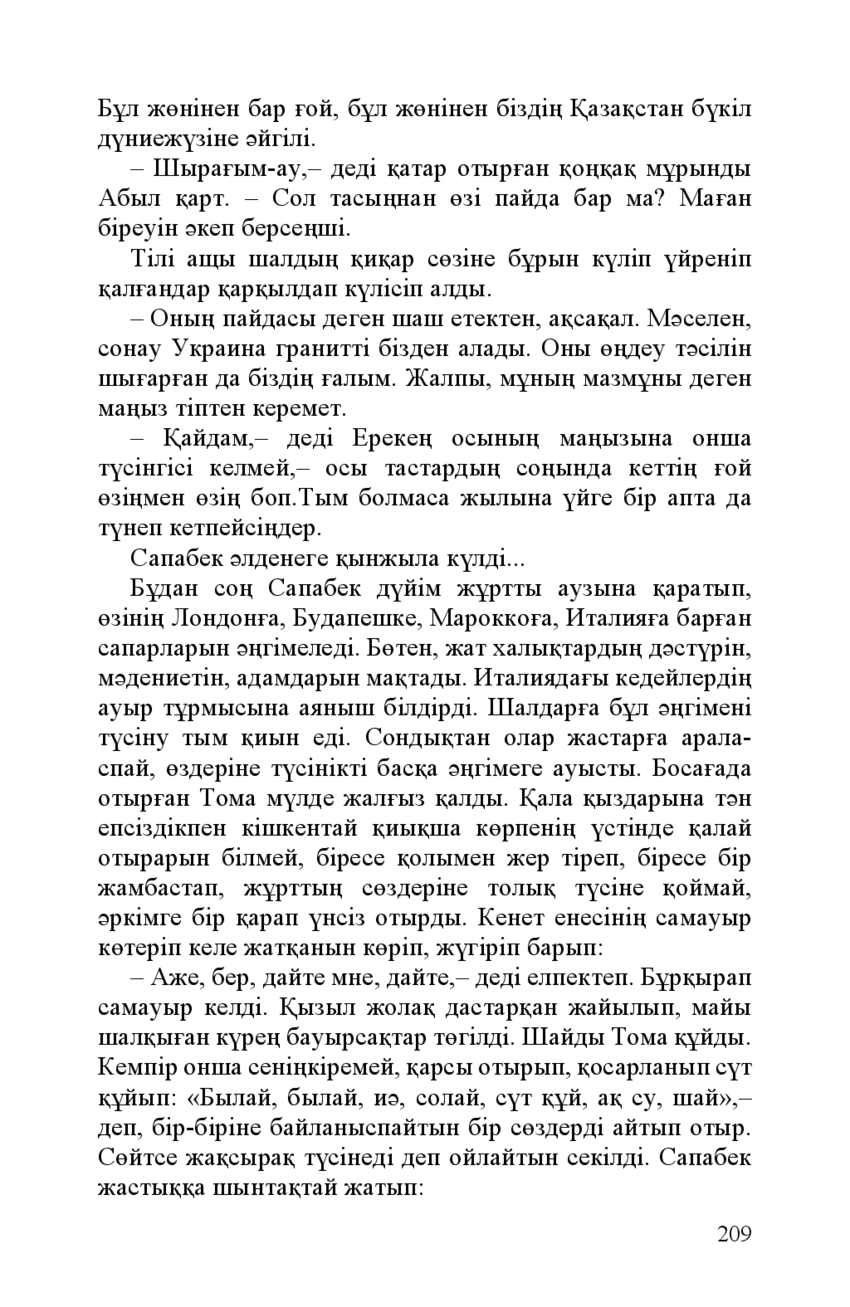 Бұл жөнінен бар ғой, бұл жөнінен біздің Қазақстан бүкіл
дүниежүзіне әйгілі.
– Шырағым-ау,– деді қатар отырған қоңқақ мұрынды
Абыл қарт. – Сол тасыңнан өзі пайда бар ма? Маған
біреуін әкеп берсеңші.
Тілі ащы шалдың қиқар сөзіне бұрын күліп үйреніп
қалғандар қарқылдап күлісіп алды.
– Оның пайдасы деген шаш етектен, ақсақал. Мәселен,
сонау Украина гранитті бізден алады. Оны өңдеу тәсілін
шығарған да біздің ғалым. Жалпы, мұның мазмұны деген
маңыз тіптен керемет.
– Қайдам,– деді Ерекең осының маңызына онша
түсінгісі келмей,– осы тастардың соңында кеттің ғой
өзіңмен өзің боп.Тым болмаса жылына үйге бір апта да
түнеп кетпейсіңдер.
Сапабек әлденеге қынжыла күлді...
Бұдан соң Сапабек дүйім жұртты аузына қаратып,
өзінің Лондонға, Будапешке, Мароккоға, Италияға барған
сапарларын әңгімеледі. Бөтен, жат халықтардың дәстүрін,
мәдениетін, адамдарын мақтады. Италиядағы кедейлердің
ауыр тұрмысына аяныш білдірді. Шалдарға бұл әңгімені
түсіну тым қиын еді. Сондықтан олар жастарға арала-
спай, өздеріне түсінікті басқа әңгімеге ауысты. Босағада
отырған Тома мүлде жалғыз қалды. Қала қыздарына тән
епсіздікпен кішкентай қиықша көрпенің үстінде қалай
отырарын білмей, біресе қолымен жер тіреп, біресе бір
жамбастап, жұрттың сөздеріне толық түсіне қоймай,
әркімге бір қарап үнсіз отырды. Кенет енесінің самауыр
көтеріп келе жатқанын көріп, жүгіріп барып:
– Аже, бер, дайте мне, дайте,– деді елпектеп. Бұрқырап
самауыр келді. Қызыл жолақ дастарқан жайылып, майы
шалқыған күрең бауырсақтар төгілді. Шайды Тома құйды.
Кемпір онша сеніңкіремей, қарсы отырып, қосарланып сүт
құйып: «Былай, былай, иә, солай, сүт құй, ақ су, шай»,–
деп, бір-біріне байланыспайтын бір сөздерді айтып отыр.
Сөйтсе жақсырақ түсінеді деп ойлайтын секілді. Сапабек
жастыққа шынтақтай жатып:
209